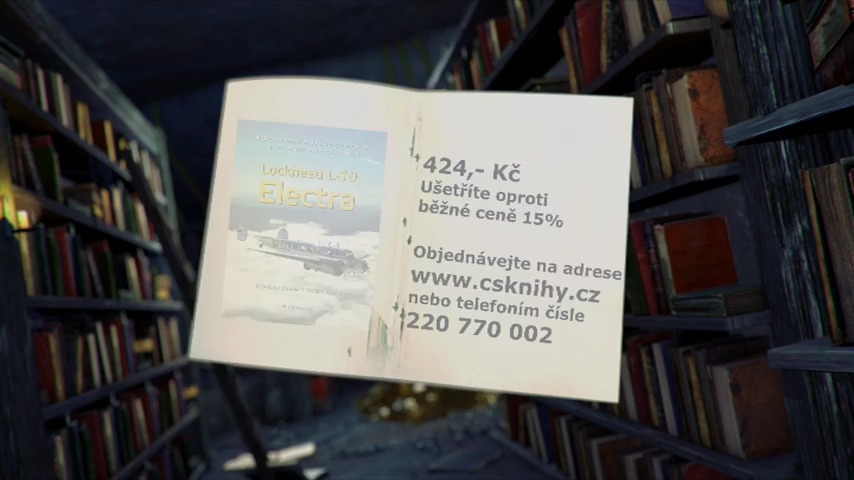 Lockheed L-10
Electra
424,- Kč
Ušetříte oproti
běžné ceně 15%
Objednávejte na adrese
www.csknihy.cz
nebo telefoním čísle
220 770 002